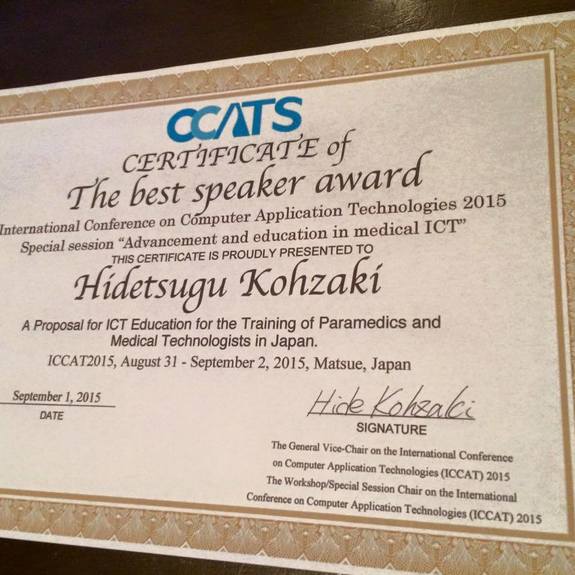 CCATS
CERTIFICATE of
The best speaker award
International Conference on Computer Application Technologies 2015
Special session “Advancement and education in medical ICT”
THIS CERTIFICATE IS PROUDLY PRESENTED TO
Hidetsugu Kohzaki
A Proposal for ICT Education for the Training of Paramedics and
Medical Technologists in Japan.
ICCAT2015, August 31 - September 2, 2015, Matsue, Japan
September 1, 2015
DATE
Hide Kohzaki
SIGNATURE
The General Vice-Chair on the International Conference
on Computer Application Technologies (ICCAT) 2015
The Workshop/Special Session Chair on the International
Conference on Computer Application Technologies (ICCAT) 2015